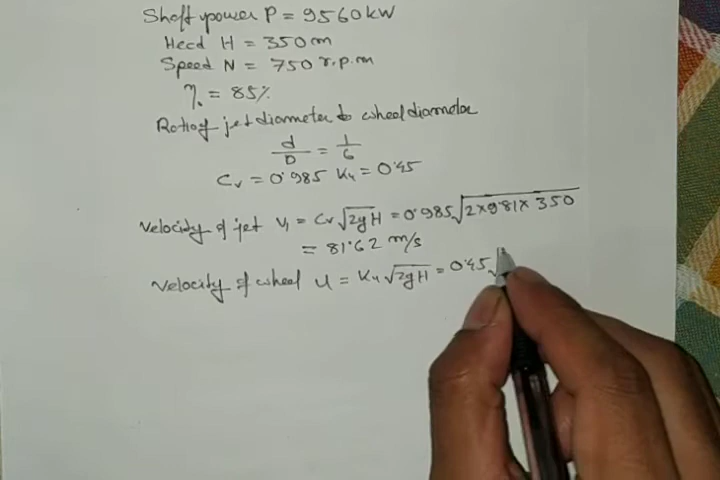 Shaft power P = 9560 kW
Head H = 350 m
Speed N = 750 r.p.m
η₀ = 85%
Ratio of jet diameter to wheel diameter
d/D = 1/6
Cv = 0.985 Ku = 0.45
Velocity of jet V₁ = Cv √2gH = 0.985 √2×9.81×350
= 81.62 m/s
Velocity of wheel u = Ku √2gH = 0.45 √